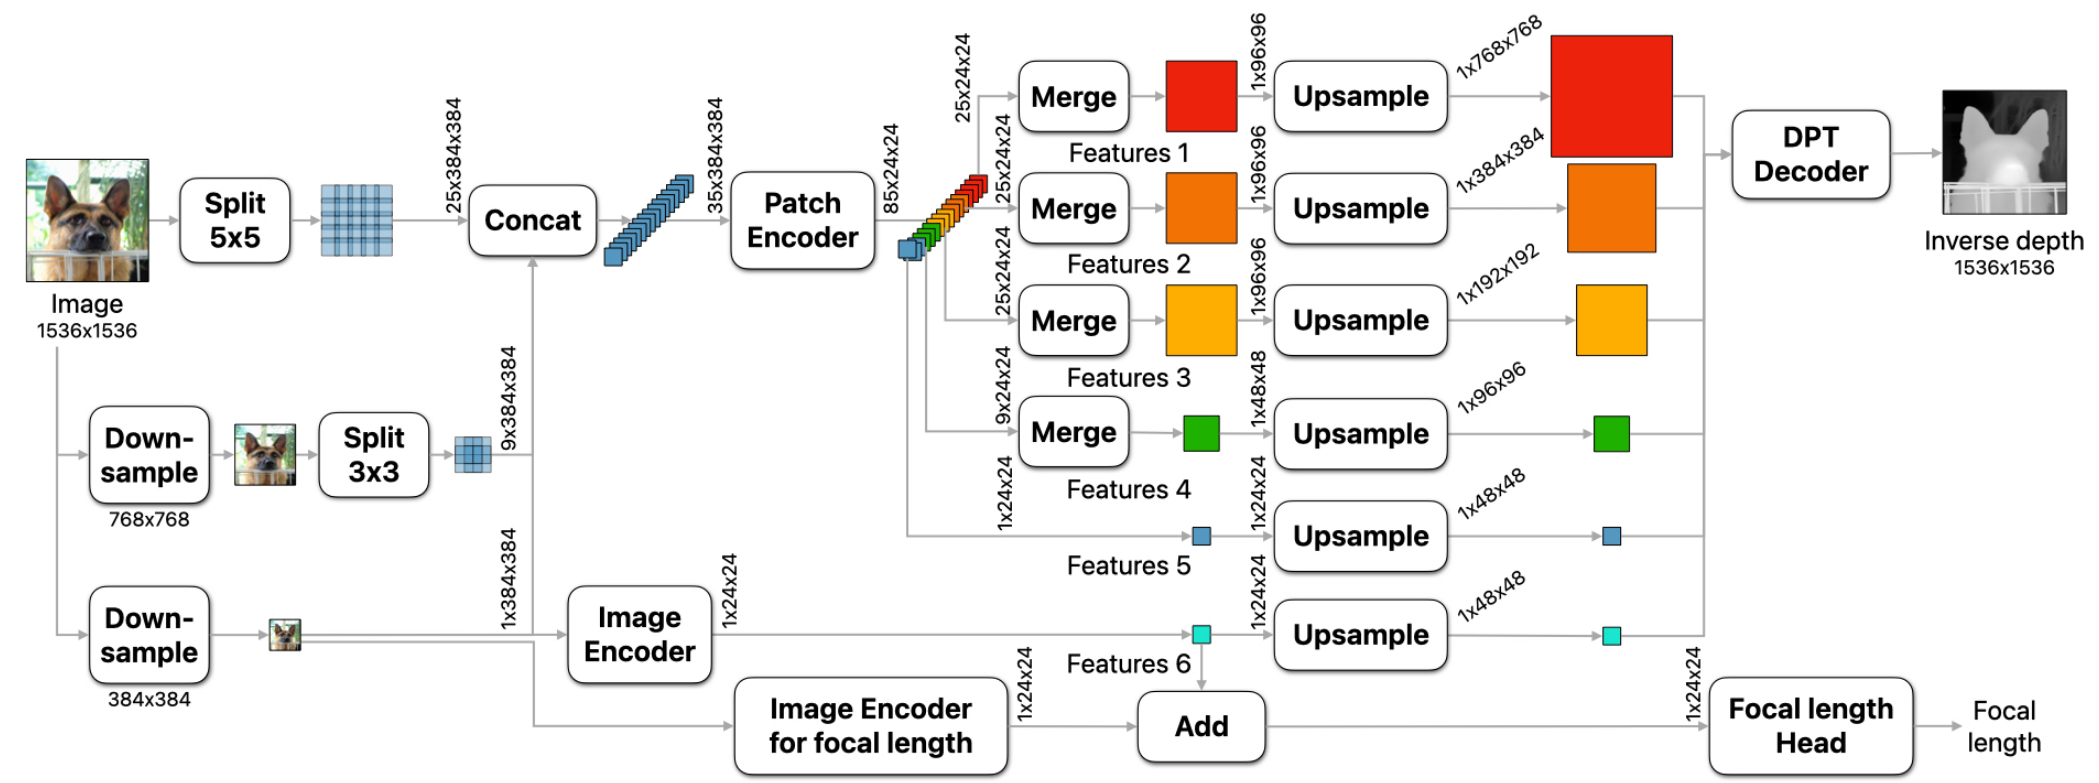 Image
1536x1536
Split
5x5
25x384x384
Concat
35x384x384
Patch
Encoder
85x24x24
25x24x24
Merge
1x96x96
Upsample
1x768x768
Features 1
25x24x24
Merge
1x96x96
Upsample
1x384x384
Features 2
25x24x24
Merge
1x96x96
Upsample
1x192x192
Features 3
9x24x24
Merge
1x48x48
Upsample
1x96x96
Features 4
1x24x24
1x24x24
Upsample
1x48x48
Features 5
DPT
Decoder
Inverse depth
1536x1536
Down-
sample
768x768
Split
3x3
9x384x384
Down-
sample
384x384
1x384x384
Image
Encoder
1x24x24
Features 6
1x24x24
Upsample
1x48x48
Image Encoder
for focal length
1x24x24
Add
1x24x24
Focal length
Head
Focal
length